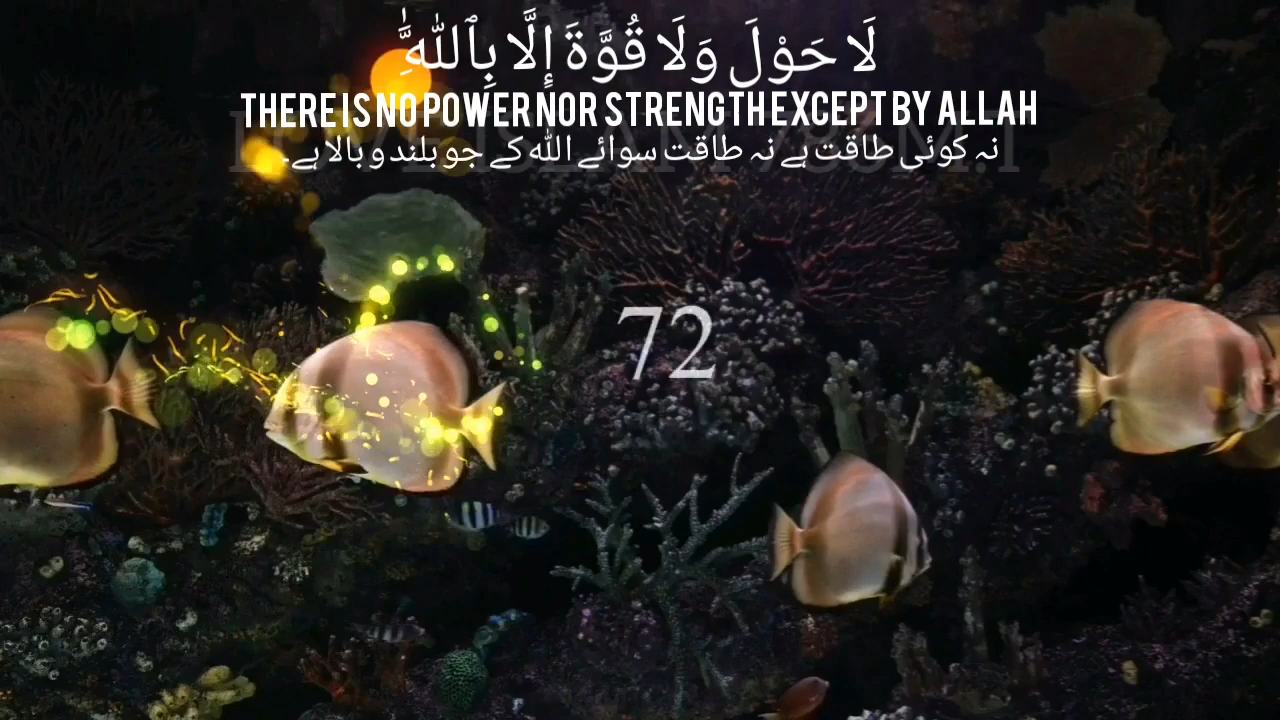 لَا حَوْلَ وَلَا قُوَّةَ إِلَّا بِٱللَّٰهِ
THERE IS NO POWER NOR STRENGTH EXCEPT BY ALLAH
نہ کوئی طاقت ہے نہ طاقت سوائے اللہ کے جو بلند و بالا ہے۔
72